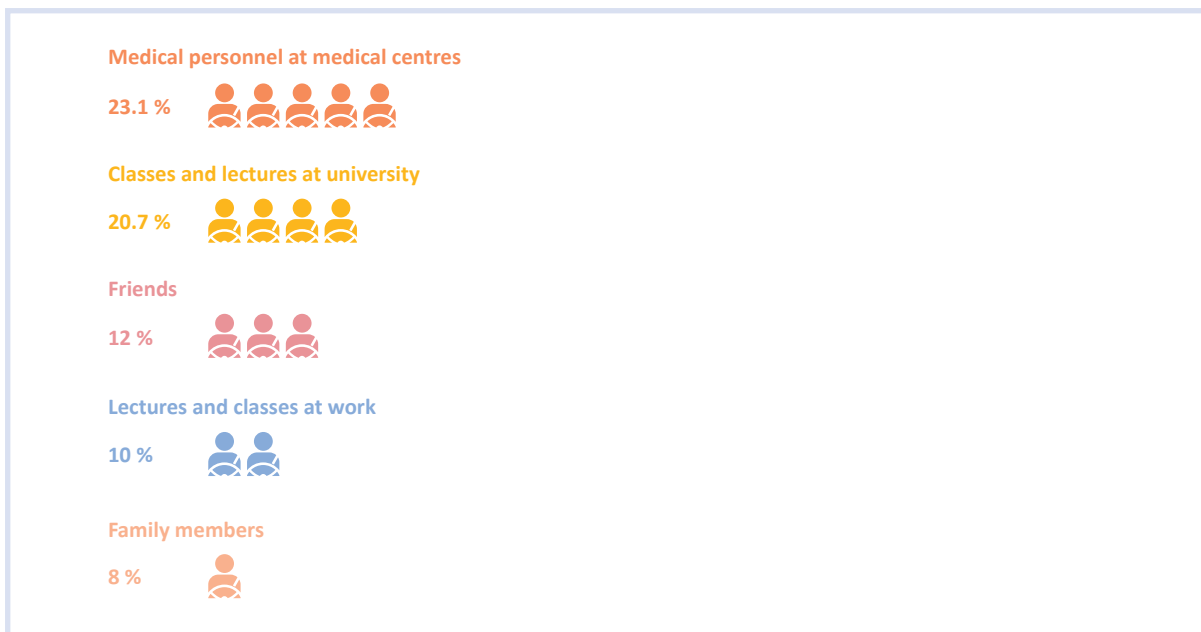 Medical personnel at medical centres
23.1 %
Classes and lectures at university
20.7 %
Friends
12 %
Lectures and classes at work
10 %
Family members
8 %